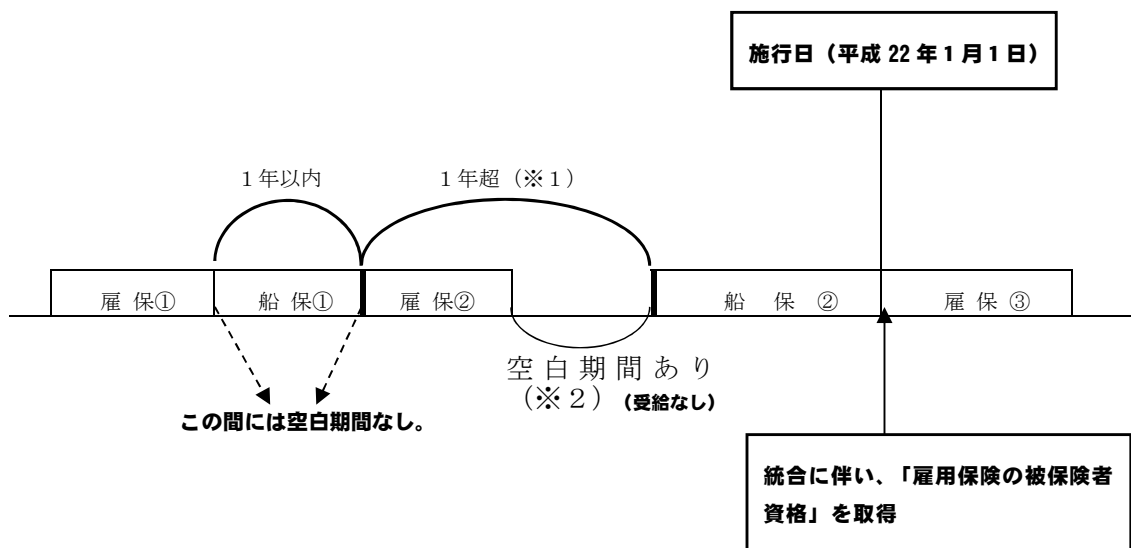 施行日（平成 22 年１月１日）
１年以内
１年超（※１）
雇 保①
船 保①
雇 保②
船 保 ②
雇 保 ③
空白期間あり
（※２）（受給なし）
この間には空白期間なし。
統合に伴い、「雇用保険の被保険者
資格」を取得